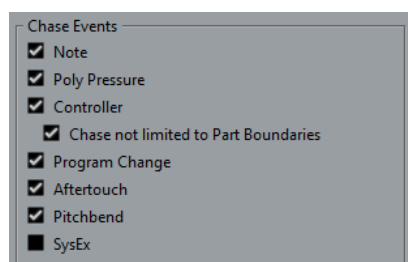 Chase Events
Note
Poly Pressure
Controller
Chase not limited to Part Boundaries
Program Change
Aftertouch
Pitchbend
SysEx